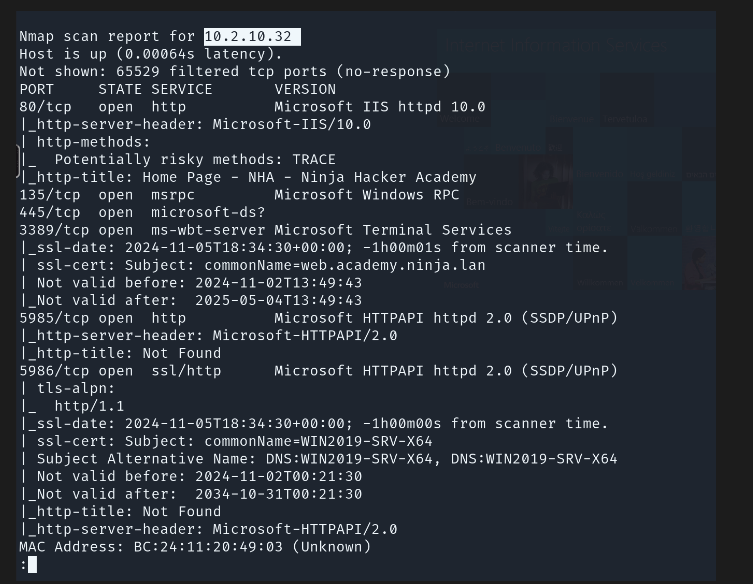 Nmap scan report for 10.2.10.32
Host is up (0.00064s latency).
Not shown: 65529 filtered tcp ports (no-response)
PORT     STATE SERVICE       VERSION
80/tcp   open  http          Microsoft IIS httpd 10.0
|_http-server-header: Microsoft-IIS/10.0
| http-methods:
|_  Potentially risky methods: TRACE
|_http-title: Home Page - NHA - Ninja Hacker Academy
135/tcp  open  msrpc         Microsoft Windows RPC
445/tcp  open  microsoft-ds?
3389/tcp open  ms-wbt-server Microsoft Terminal Services
|_ssl-date: 2024-11-05T18:34:30+00:00; -1h00m01s from scanner time.
| ssl-cert: Subject: commonName=web.academy.ninja.lan
| Not valid before: 2024-11-02T13:49:43
|_Not valid after:  2025-05-04T13:49:43
5985/tcp open  http          Microsoft HTTPAPI httpd 2.0 (SSDP/UPnP)
|_http-server-header: Microsoft-HTTPAPI/2.0
|_http-title: Not Found
5986/tcp open  ssl/http      Microsoft HTTPAPI httpd 2.0 (SSDP/UPnP)
| tls-alpn:
|_  http/1.1
|_ssl-date: 2024-11-05T18:34:30+00:00; -1h00m00s from scanner time.
| ssl-cert: Subject: commonName=WIN2019-SRV-X64
| Subject Alternative Name: DNS:WIN2019-SRV-X64, DNS:WIN2019-SRV-X64
| Not valid before: 2024-11-02T00:21:30
|_Not valid after:  2034-10-31T00:21:30
|_http-title: Not Found
|_http-server-header: Microsoft-HTTPAPI/2.0
MAC Address: BC:24:11:20:49:03 (Unknown)
: